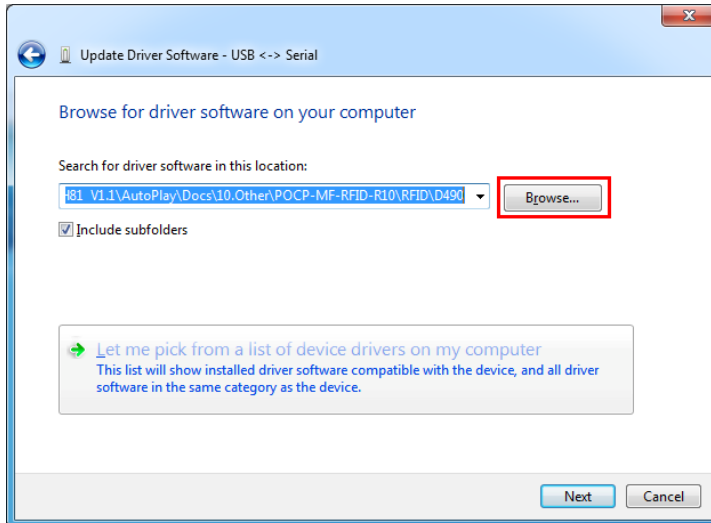 Update Driver Software - USB <-> Serial
Browse for driver software on your computer
Search for driver software in this location:
H81_V1.1\AutoPlay\Docs\10.Other\POCP-MF-RFID-R10\RFID\D490
Browse...
Include subfolders
Let me pick from a list of device drivers on my computer
This list will show installed driver software compatible with the device, and all driver
software in the same category as the device.
Next
Cancel